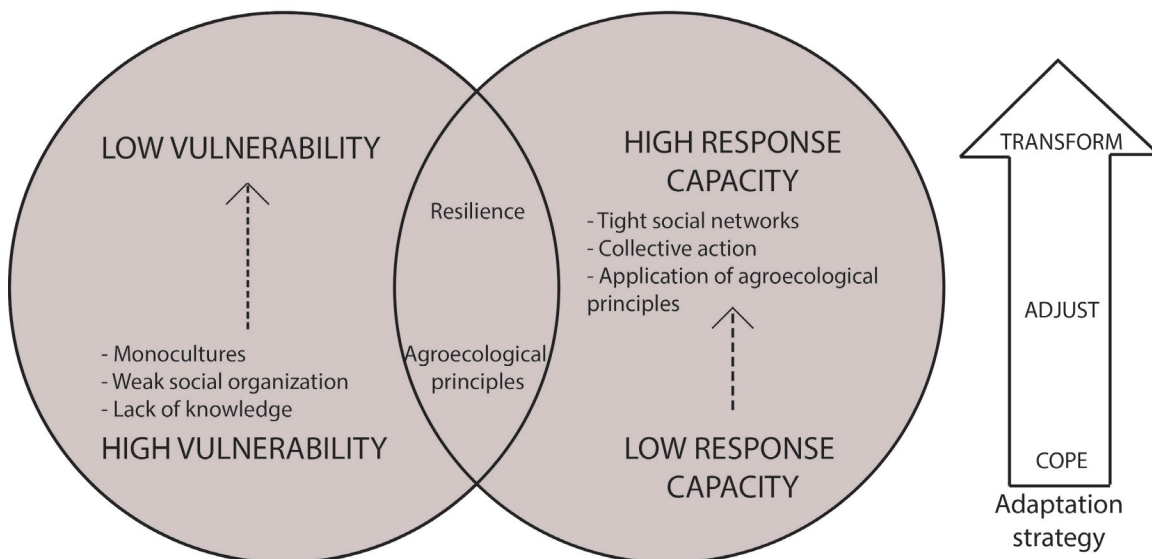 LOW VULNERABILITY
- Monocultures
- Weak social organization
- Lack of knowledge
HIGH VULNERABILITY
Resilience
Agroecological
principles
HIGH RESPONSE
CAPACITY
- Tight social networks
- Collective action
- Application of agroecological
principles
LOW RESPONSE
CAPACITY
TRANSFORM
ADJUST
COPE
Adaptation
strategy